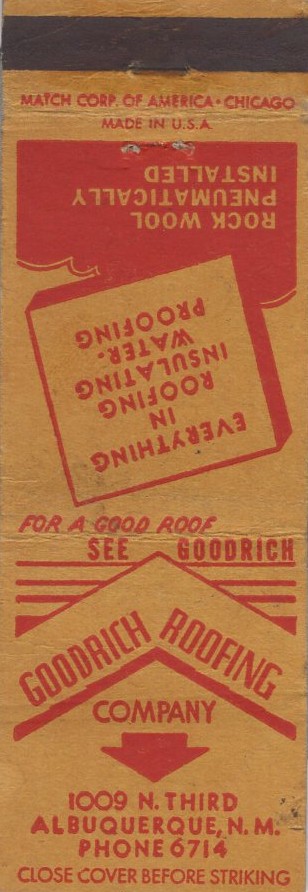 MATCH CORP. OF AMERICA • CHICAGO
MADE IN U.S.A.
ROCK WOOL
PNEUMATICALLY
INSTALLED
EVERYTHING
IN
ROOFING
INSULATING
WATER-
PROOFING
FOR A GOOD ROOF
SEE GOODRICH
GOODRICH ROOFING
COMPANY
1009 N. THIRD
ALBUQUERQUE, N. M.
PHONE 6714
CLOSE COVER BEFORE STRIKING